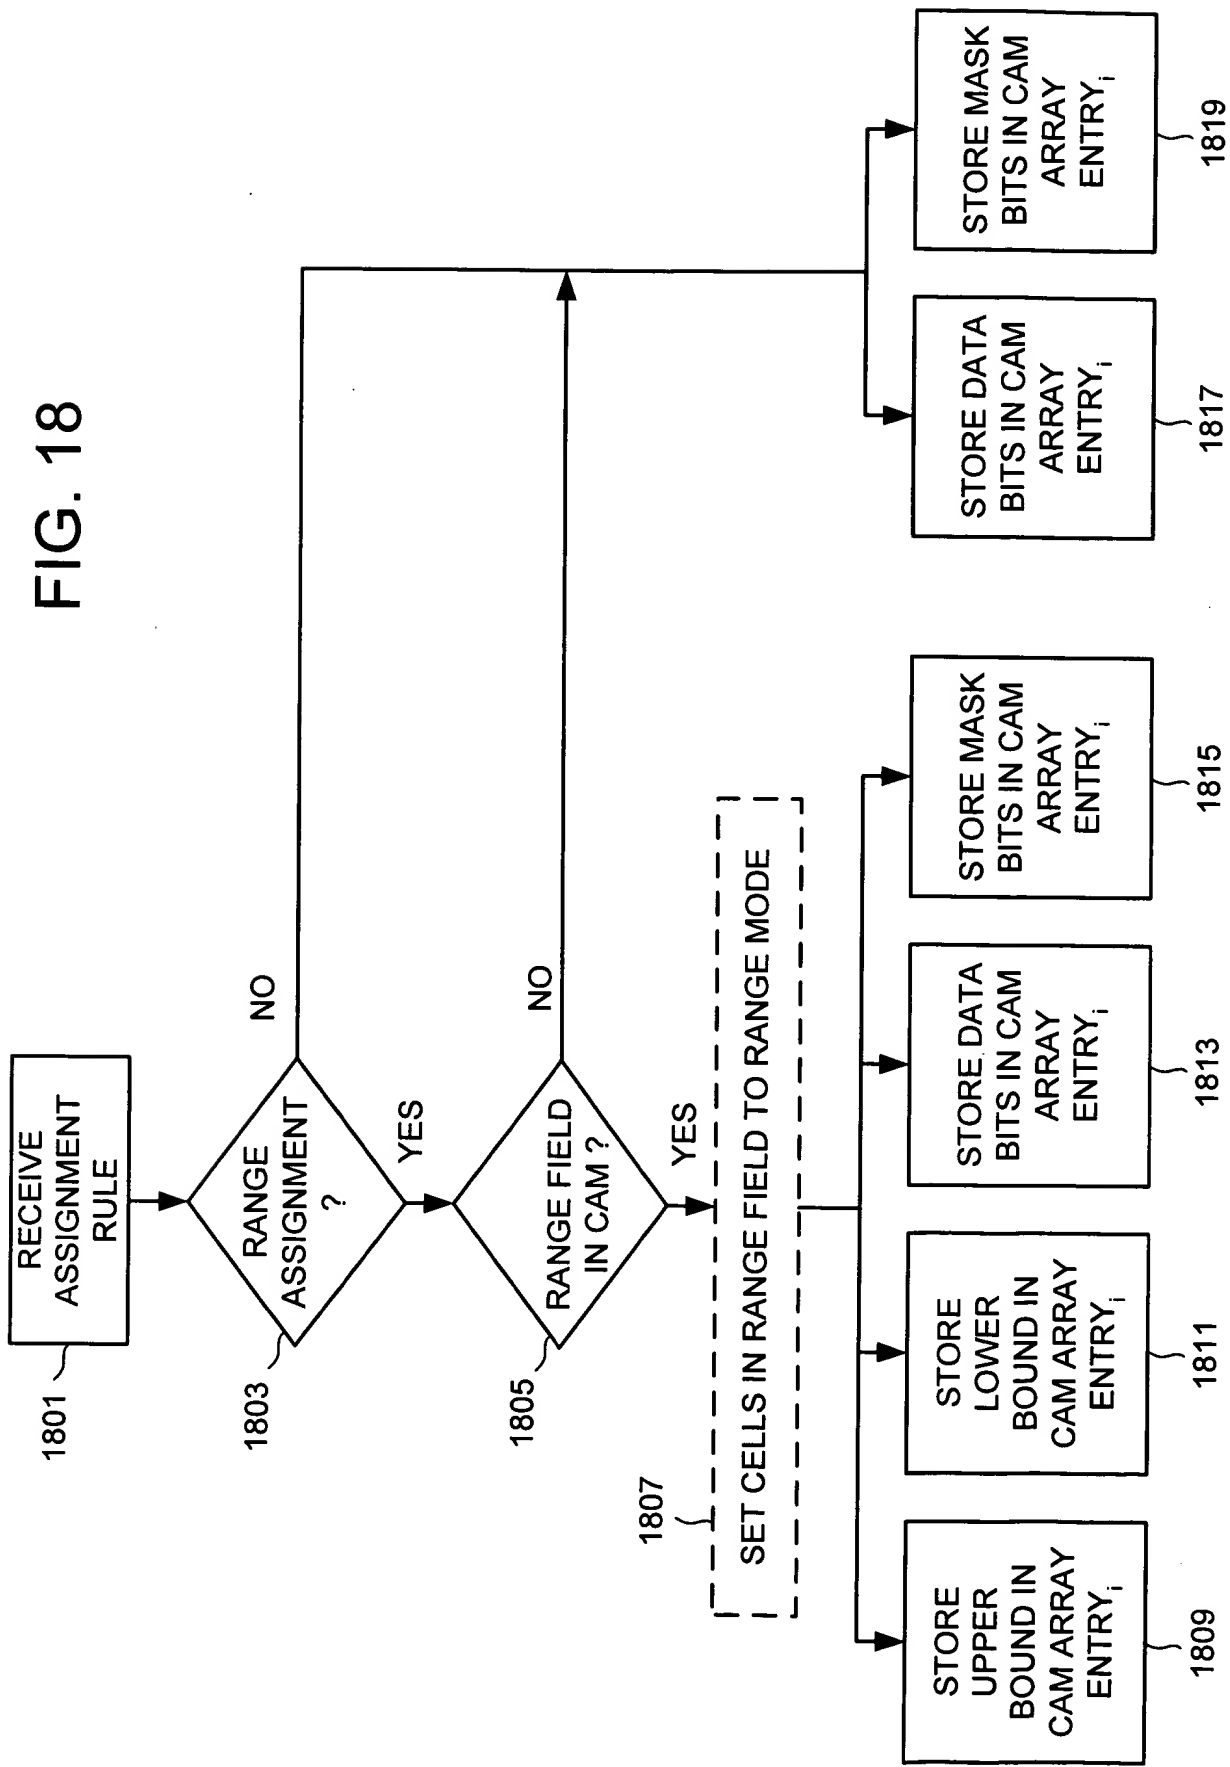 FIG. 18
RECEIVE
ASSIGNMENT
RULE
1801
RANGE
ASSIGNMENT
?
1803
NO
YES
RANGE FIELD
IN CAM ?
1805
NO
YES
1807
SET CELLS IN RANGE FIELD TO RANGE MODE
STORE
UPPER
BOUND IN
CAM ARRAY
ENTRYi
1809
STORE
LOWER
BOUND IN
CAM ARRAY
ENTRYi
1811
STORE DATA
BITS IN CAM
ARRAY
ENTRYi
1813
STORE MASK
BITS IN CAM
ARRAY
ENTRYi
1815
STORE DATA
BITS IN CAM
ARRAY
ENTRYi
1817
STORE MASK
BITS IN CAM
ARRAY
ENTRYi
1819